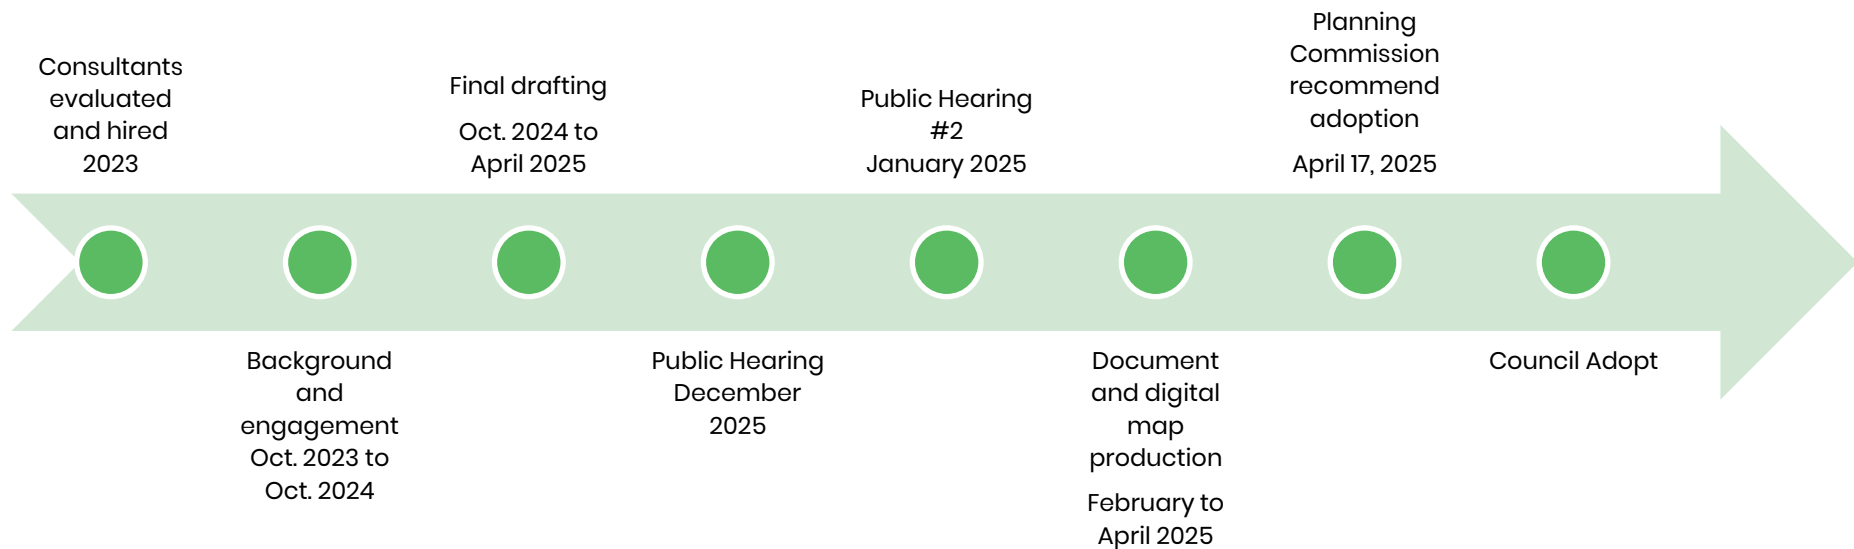 Consultants
evaluated
and hired
2023
Background
and
engagement
Oct. 2023 to
Oct. 2024
Final drafting
Oct. 2024 to
April 2025
Public Hearing
December
2025
Public Hearing
#2
January 2025
Document
and digital
map
production
February to
April 2025
Planning
Commission
recommend
adoption
April 17, 2025
Council Adopt